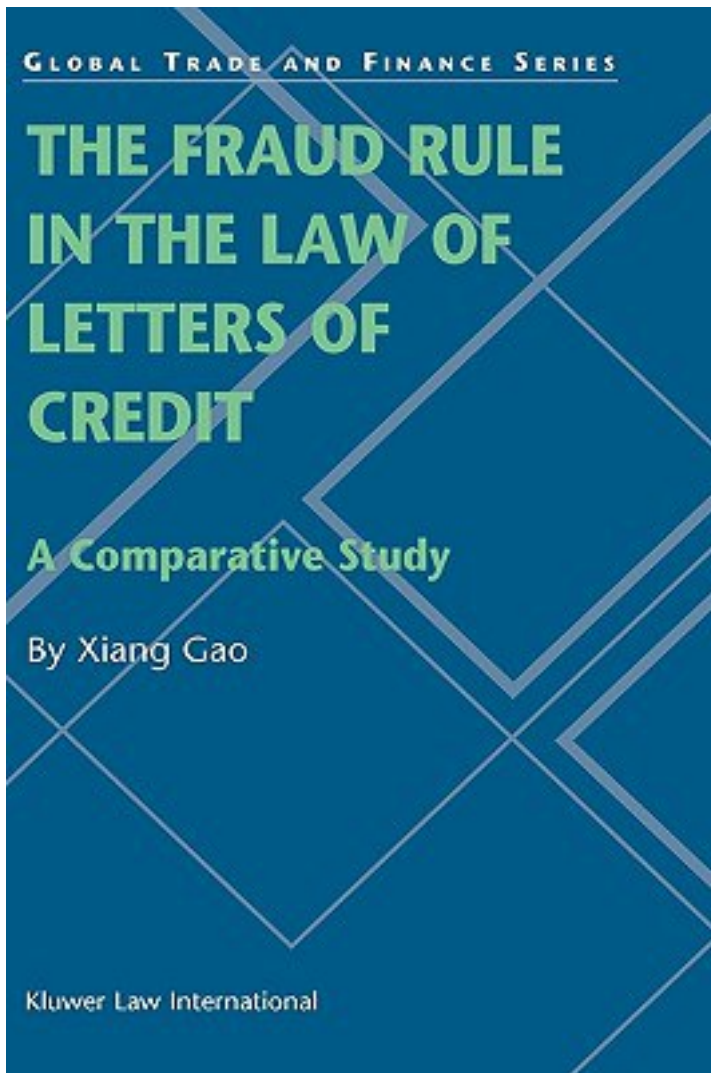 GLOBAL TRADE AND FINANCE SERIES
THE FRAUD RULE
IN THE LAW OF
LETTERS OF
CREDIT
A Comparative Study
By Xiang Gao
Kluwer Law International